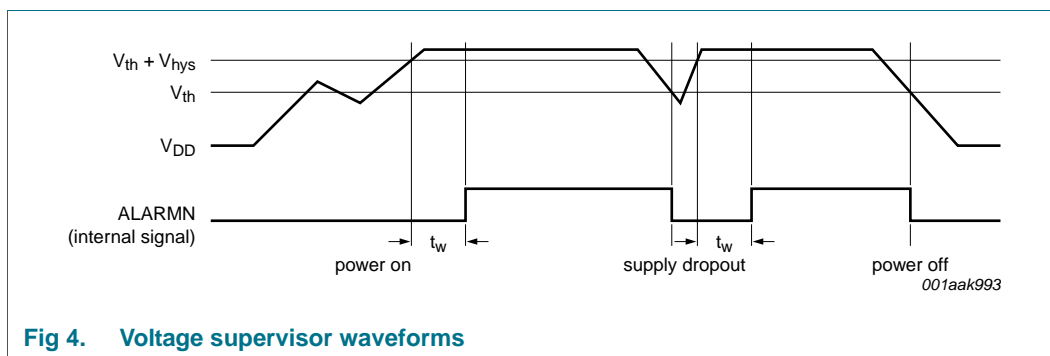 Vth + Vhys
Vth
VDD
ALARMN
(internal signal)
tw
tw
power on
supply dropout
power off
001aak993
Fig 4. Voltage supervisor waveforms